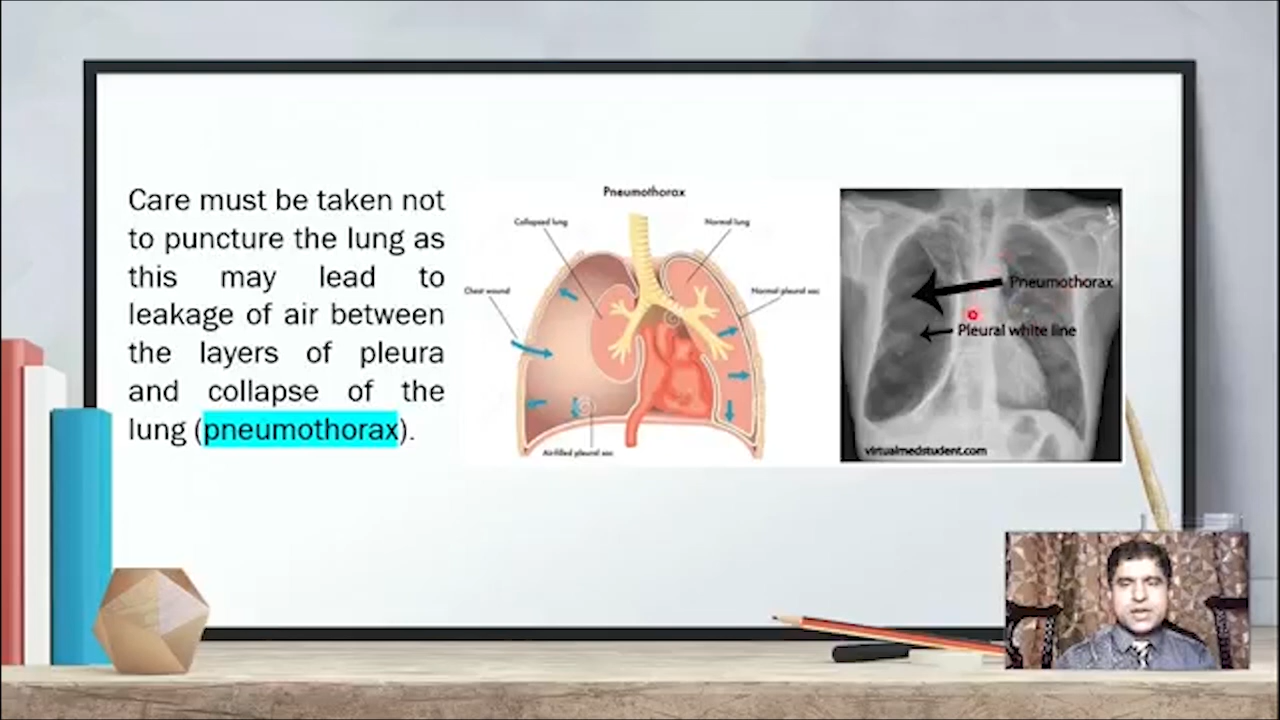 Care must be taken not
to puncture the lung as
this may lead to
leakage of air between
the layers of pleura
and collapse of the
lung (pneumothorax).
Pneumothorax
Collapsed lung
Normal lung
Chest wound
Normal pleural sac
Air-filled pleural sac
Pneumothorax
Pleural white line
virtualmedstudent.com